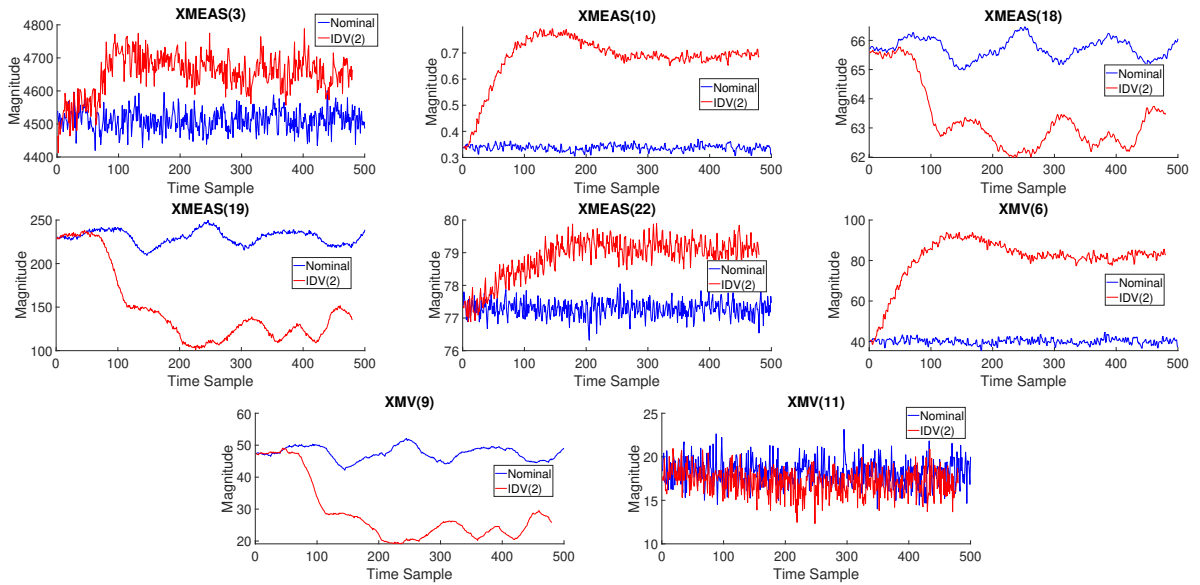 XMEAS(3)
4800
4700
4600
4500
4400
Magnitude
0 100 200 300 400 500
Time Sample
Nominal
IDV(2)
XMEAS(10)
0.7
0.6
0.5
0.4
0.3
Magnitude
0 100 200 300 400 500
Time Sample
Nominal
IDV(2)
XMEAS(18)
66
65
64
63
62
Magnitude
0 100 200 300 400 500
Time Sample
Nominal
IDV(2)
XMEAS(19)
250
200
150
100
Magnitude
0 100 200 300 400 500
Time Sample
Nominal
IDV(2)
XMEAS(22)
80
79
78
77
76
Magnitude
0 100 200 300 400 500
Time Sample
Nominal
IDV(2)
XMV(6)
100
80
60
40
Magnitude
0 100 200 300 400 500
Time Sample
Nominal
IDV(2)
XMV(9)
60
50
40
30
20
Magnitude
0 100 200 300 400 500
Time Sample
Nominal
IDV(2)
XMV(11)
25
20
15
10
Magnitude
0 100 200 300 400 500
Time Sample
Nominal
IDV(2)